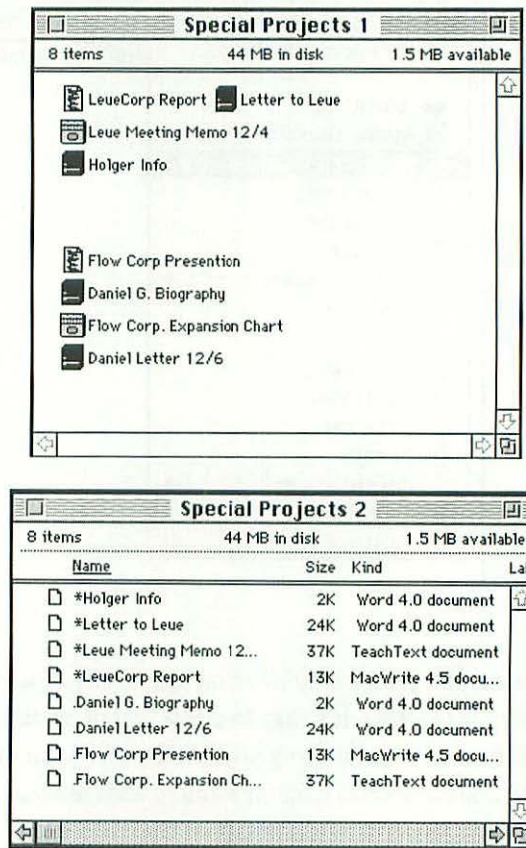 Special Projects 1
8 items 44 MB in disk 1.5 MB available
LeueCorp Report Letter to Leue
Leue Meeting Memo 12/4
Holger Info
Flow Corp Presention
Daniel G. Biography
Flow Corp. Expansion Chart
Daniel Letter 12/6
Special Projects 2
8 items 44 MB in disk 1.5 MB available
Name Size Kind Lal
*Holger Info 2K Word 4.0 document
*Letter to Leue 24K Word 4.0 document
*Leue Meeting Memo 12... 37K TeachText document
*LeueCorp Report 13K MacWrite 4.5 docu...
.Daniel G. Biography 2K Word 4.0 document
.Daniel Letter 12/6 24K Word 4.0 document
.Flow Corp Presention 13K MacWrite 4.5 docu...
.Flow Corp. Expansion Ch... 37K TeachText document